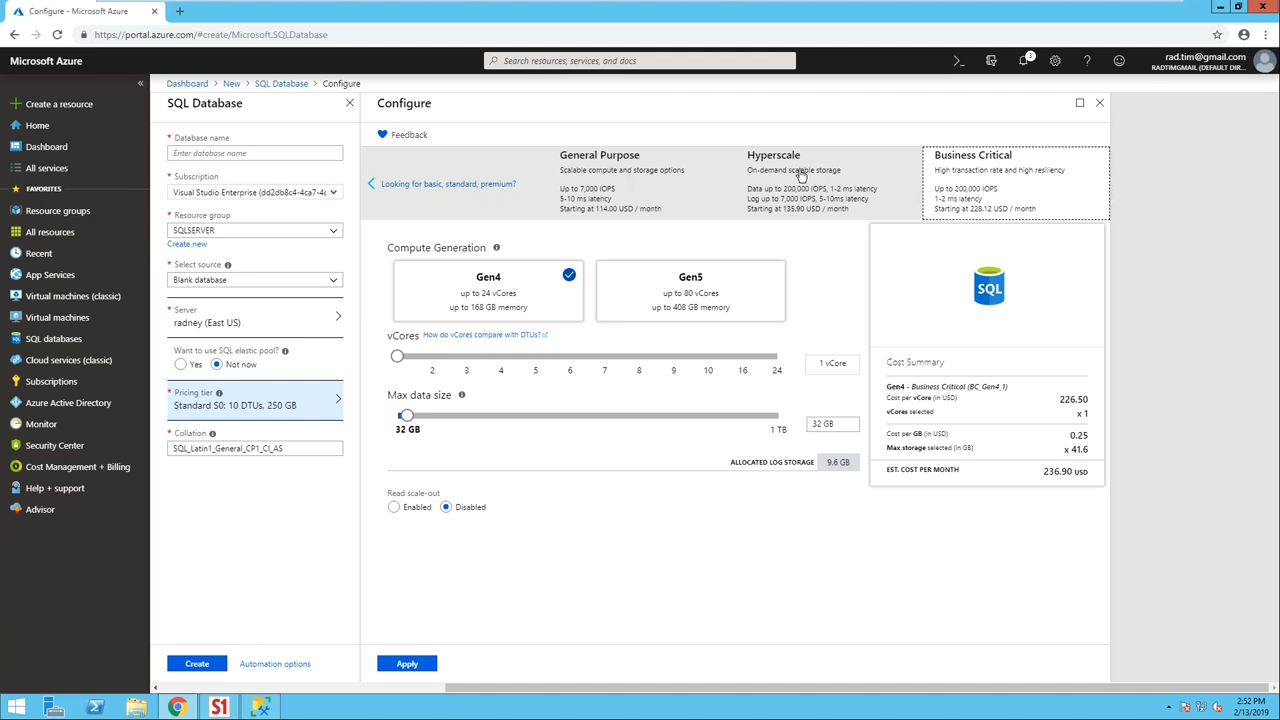 Configure - Microsoft Azure
https://portal.azure.com/#create/Microsoft.SQLDatabase
Microsoft Azure
Search resources, services, and docs
3
rad.tim@gmail.com
RADTIMGMAIL (DEFAULT DIR...
Dashboard > New > SQL Database > Configure
Create a resource
Home
Dashboard
All services
FAVORITES
Resource groups
All resources
Recent
App Services
Virtual machines (classic)
Virtual machines
SQL databases
Cloud services (classic)
Subscriptions
Azure Active Directory
Monitor
Security Center
Cost Management + Billing
Help + support
Advisor
SQL Database
* Database name
Enter database name
* Subscription
Visual Studio Enterprise (dd2db8c4-4ca7-4
* Resource group
SQLSERVER
Create new
* Select source
Blank database
* Server
radney (East US)
Want to use SQL elastic pool?
Yes
Not now
* Pricing tier
Standard S0: 10 DTUs, 250 GB
* Collation
SQL_Latin1_General_CP1_CI_AS
Create
Automation options
Configure
Feedback
Looking for basic, standard, premium?
General Purpose
Scalable compute and storage options
Up to 7,000 IOPS
5-10 ms latency
Starting at 114.00 USD / month
Hyperscale
On-demand scalable storage
Data up to 200,000 IOPS, 1-2 ms latency
Log up to 7,000 IOPS, 5-10ms latency
Starting at 135.90 USD / month
Business Critical
High transaction rate and high resiliency
Up to 200,000 IOPS
1-2 ms latency
Starting at 228.12 USD / month
Compute Generation
Gen4
up to 24 vCores
up to 168 GB memory
Gen5
up to 80 vCores
up to 408 GB memory
vCores
How do vCores compare with DTUs?
2 3 4 5 6 7 8 9 10 16 24
1 vCore
Max data size
32 GB
1 TB
32 GB
ALLOCATED LOG STORAGE
9.6 GB
Read scale-out
Enabled
Disabled
SQL
Cost Summary
Gen4 - Business Critical (BC_Gen4_1)
Cost per vCore (in USD) 226.50
vCores selected x 1
Cost per GB (in USD) 0.25
Max storage selected (in GB) x 41.6
EST. COST PER MONTH 236.90 USD
Apply
S1
2:52 PM
2/13/2019